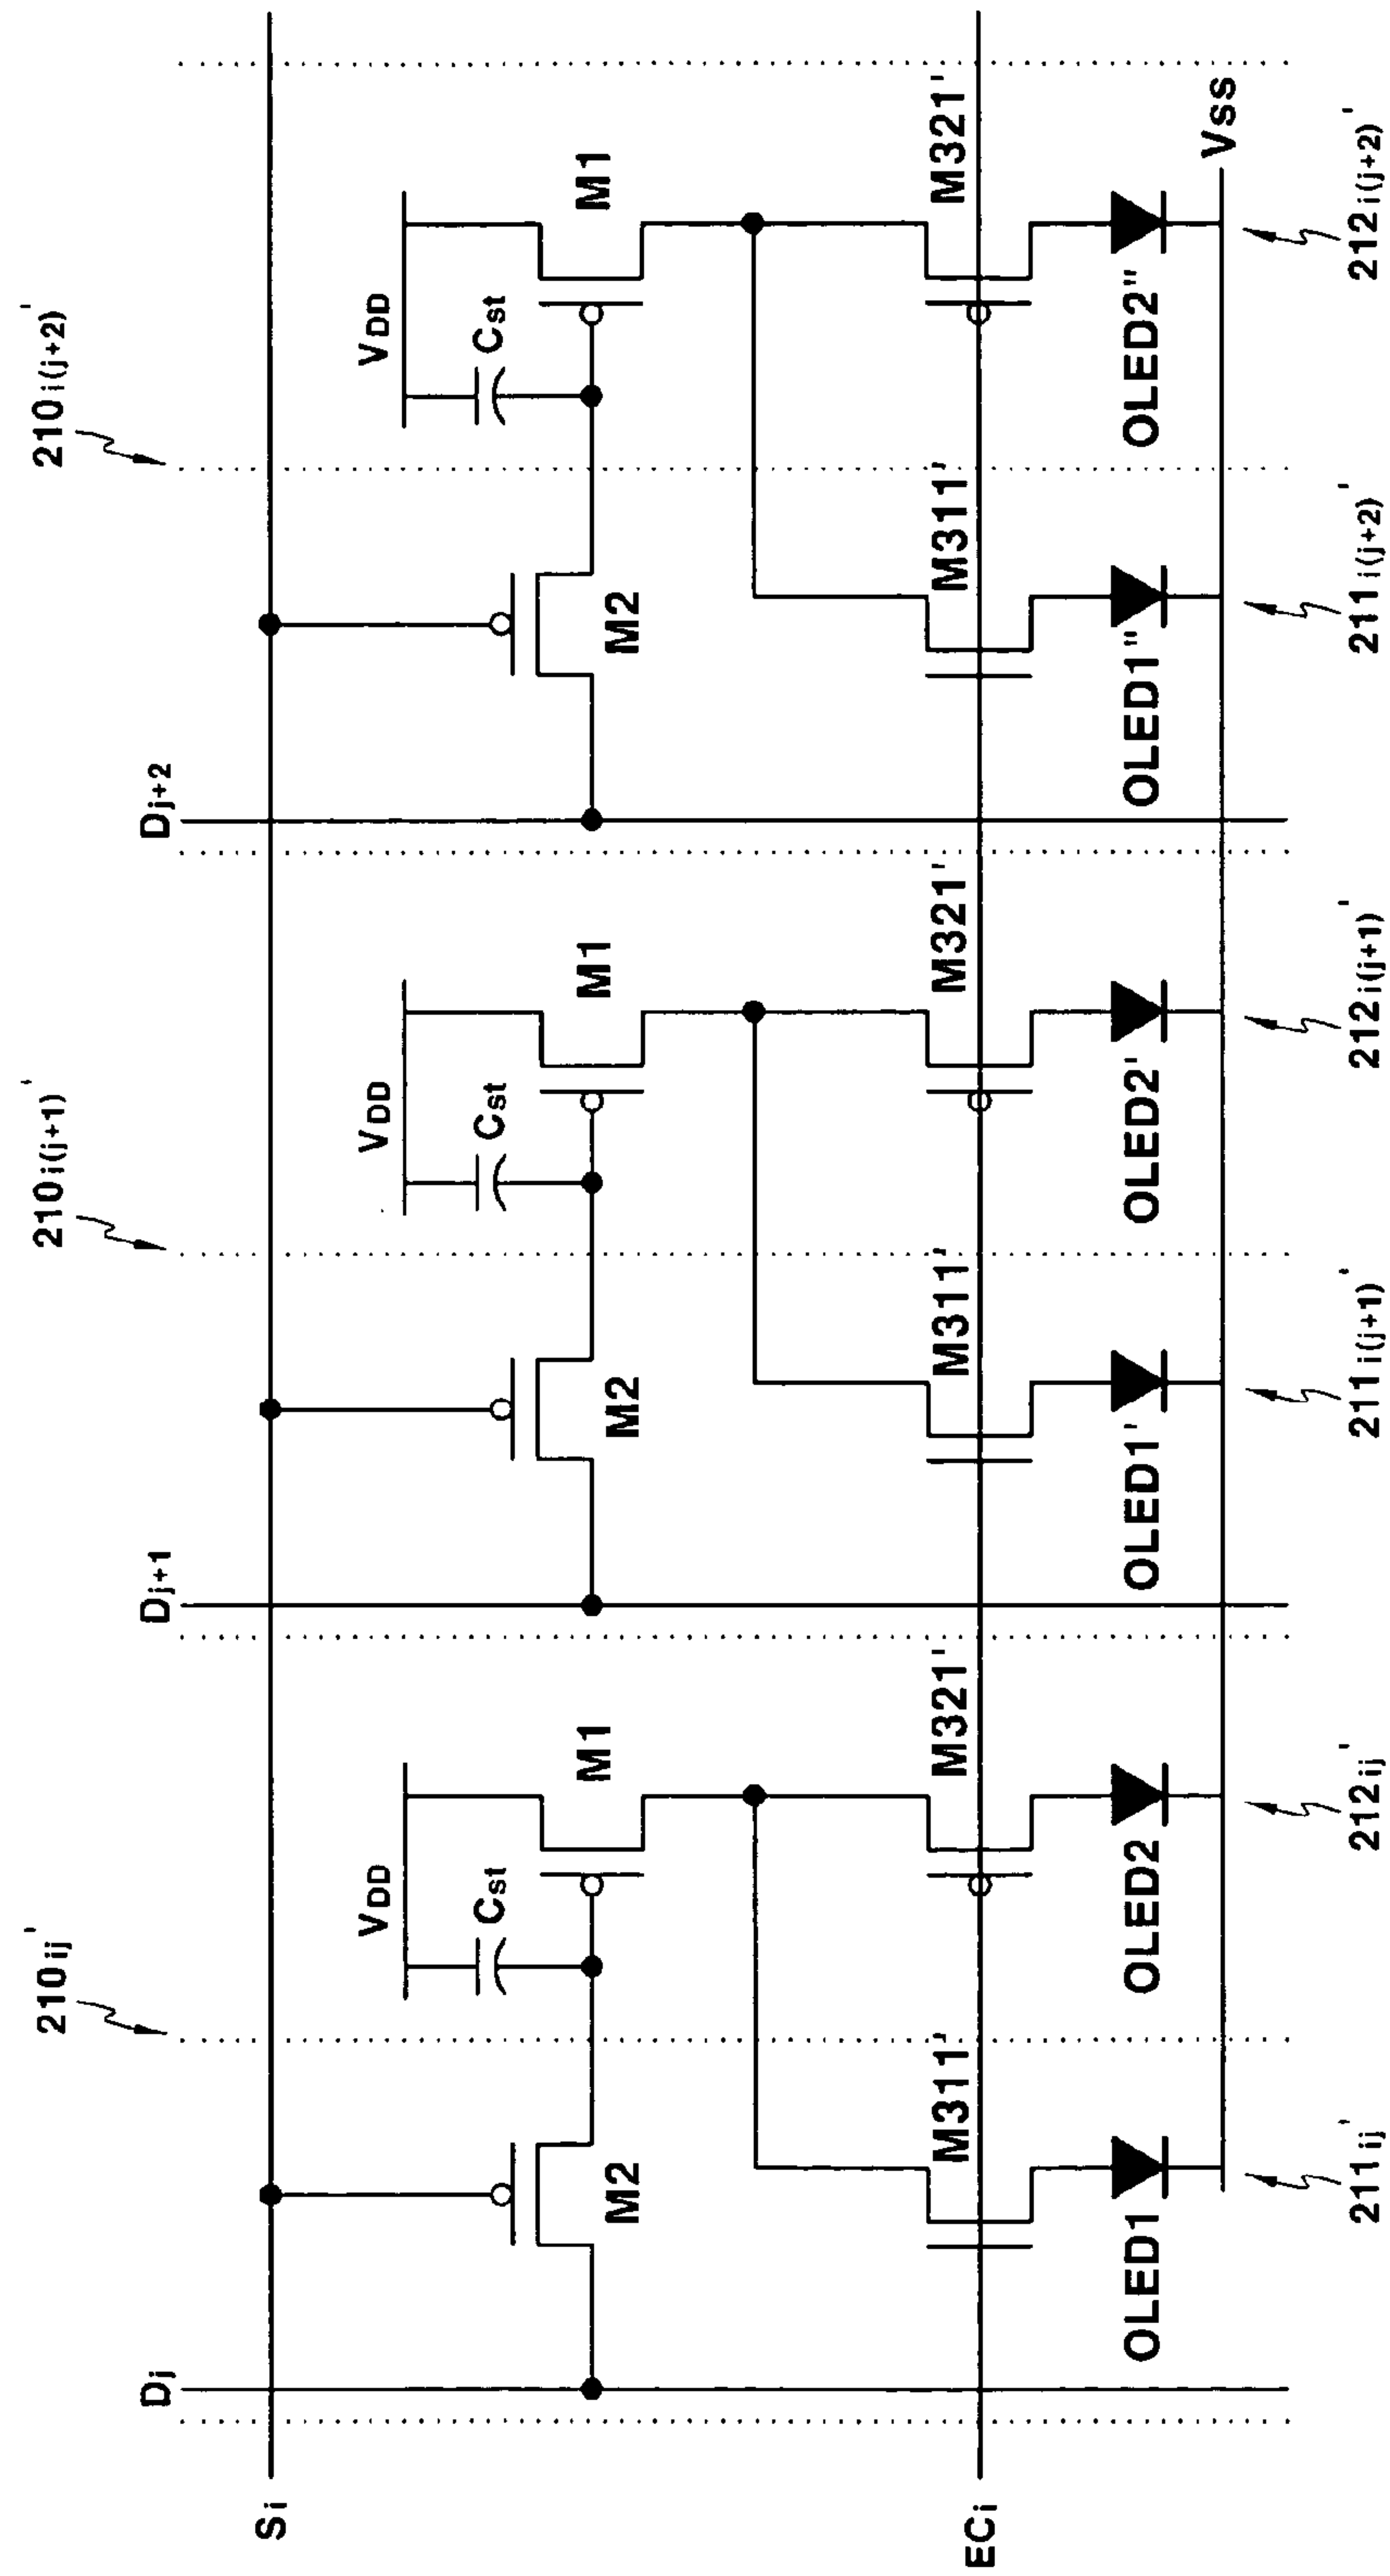 210ij' 210i(j+1)' 210i(j+2)'
Dj Dj+1 Dj+2
Si
VDD VDD VDD
Cst Cst Cst
M2 M1 M2 M1 M2 M1
M311' M321' M311' M321' M311' M321'
ECi
OLED1 OLED2 OLED1' OLED2' OLED1" OLED2"
Vss
211ij' 212ij' 211i(j+1)' 212i(j+1)' 211i(j+2)' 212i(j+2)'